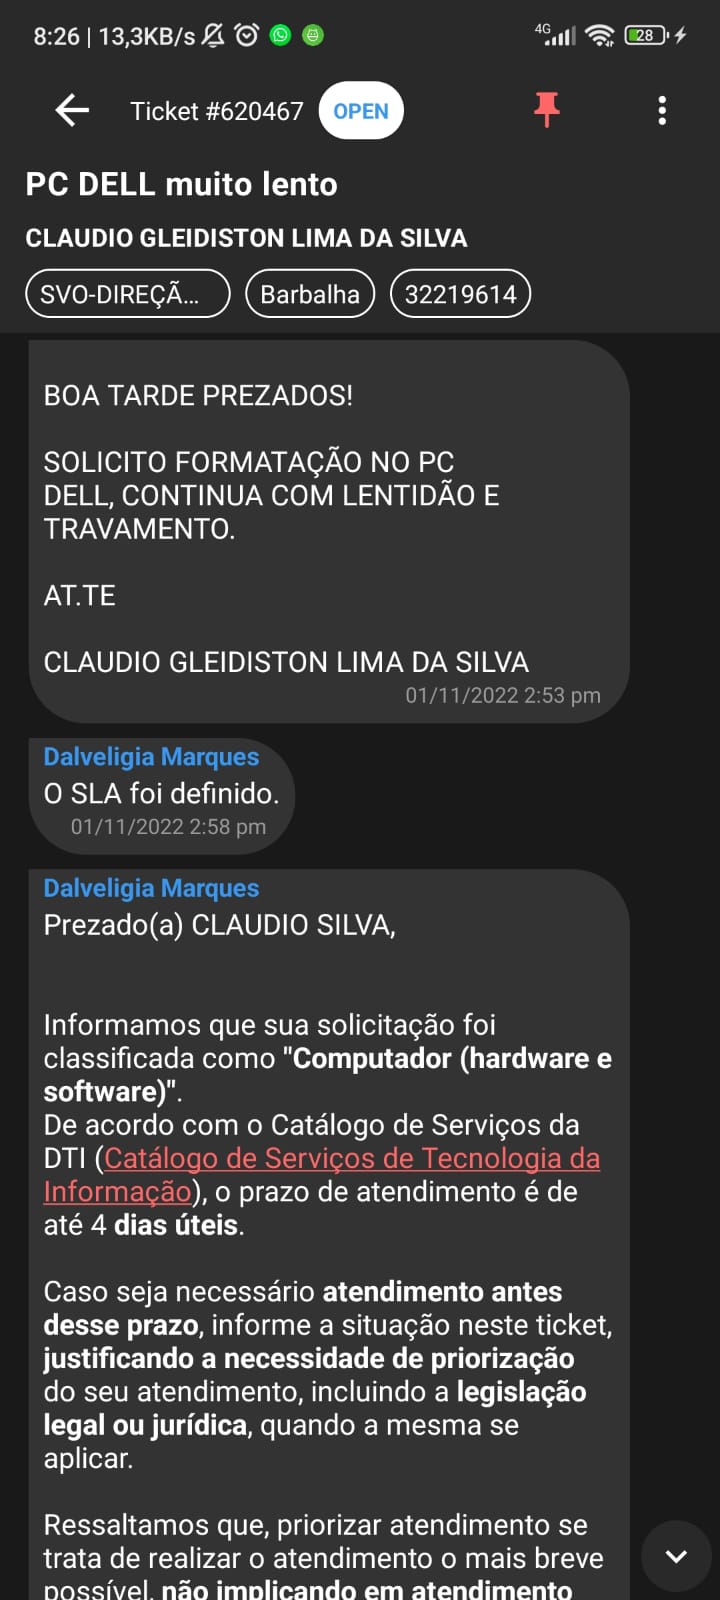 8:26 | 13,3KB/s
4G
28
Ticket #620467
OPEN
PC DELL muito lento
CLAUDIO GLEIDISTON LIMA DA SILVA
SVO-DIREÇÃ...
Barbalha
32219614
BOA TARDE PREZADOS!
SOLICITO FORMATAÇÃO NO PC
DELL, CONTINUA COM LENTIDÃO E
TRAVAMENTO.
AT.TE
CLAUDIO GLEIDISTON LIMA DA SILVA
01/11/2022 2:53 pm
Dalveligia Marques
O SLA foi definido.
01/11/2022 2:58 pm
Dalveligia Marques
Prezado(a) CLAUDIO SILVA,
Informamos que sua solicitação foi
classificada como "Computador (hardware e
software)".
De acordo com o Catálogo de Serviços da
DTI (Catálogo de Serviços de Tecnologia da
Informação), o prazo de atendimento é de
até 4 dias úteis.
Caso seja necessário atendimento antes
desse prazo, informe a situação neste ticket,
justificando a necessidade de priorização
do seu atendimento, incluindo a legislação
legal ou jurídica, quando a mesma se
aplicar.
Ressaltamos que, priorizar atendimento se
trata de realizar o atendimento o mais breve
possível, não implicando em atendimento